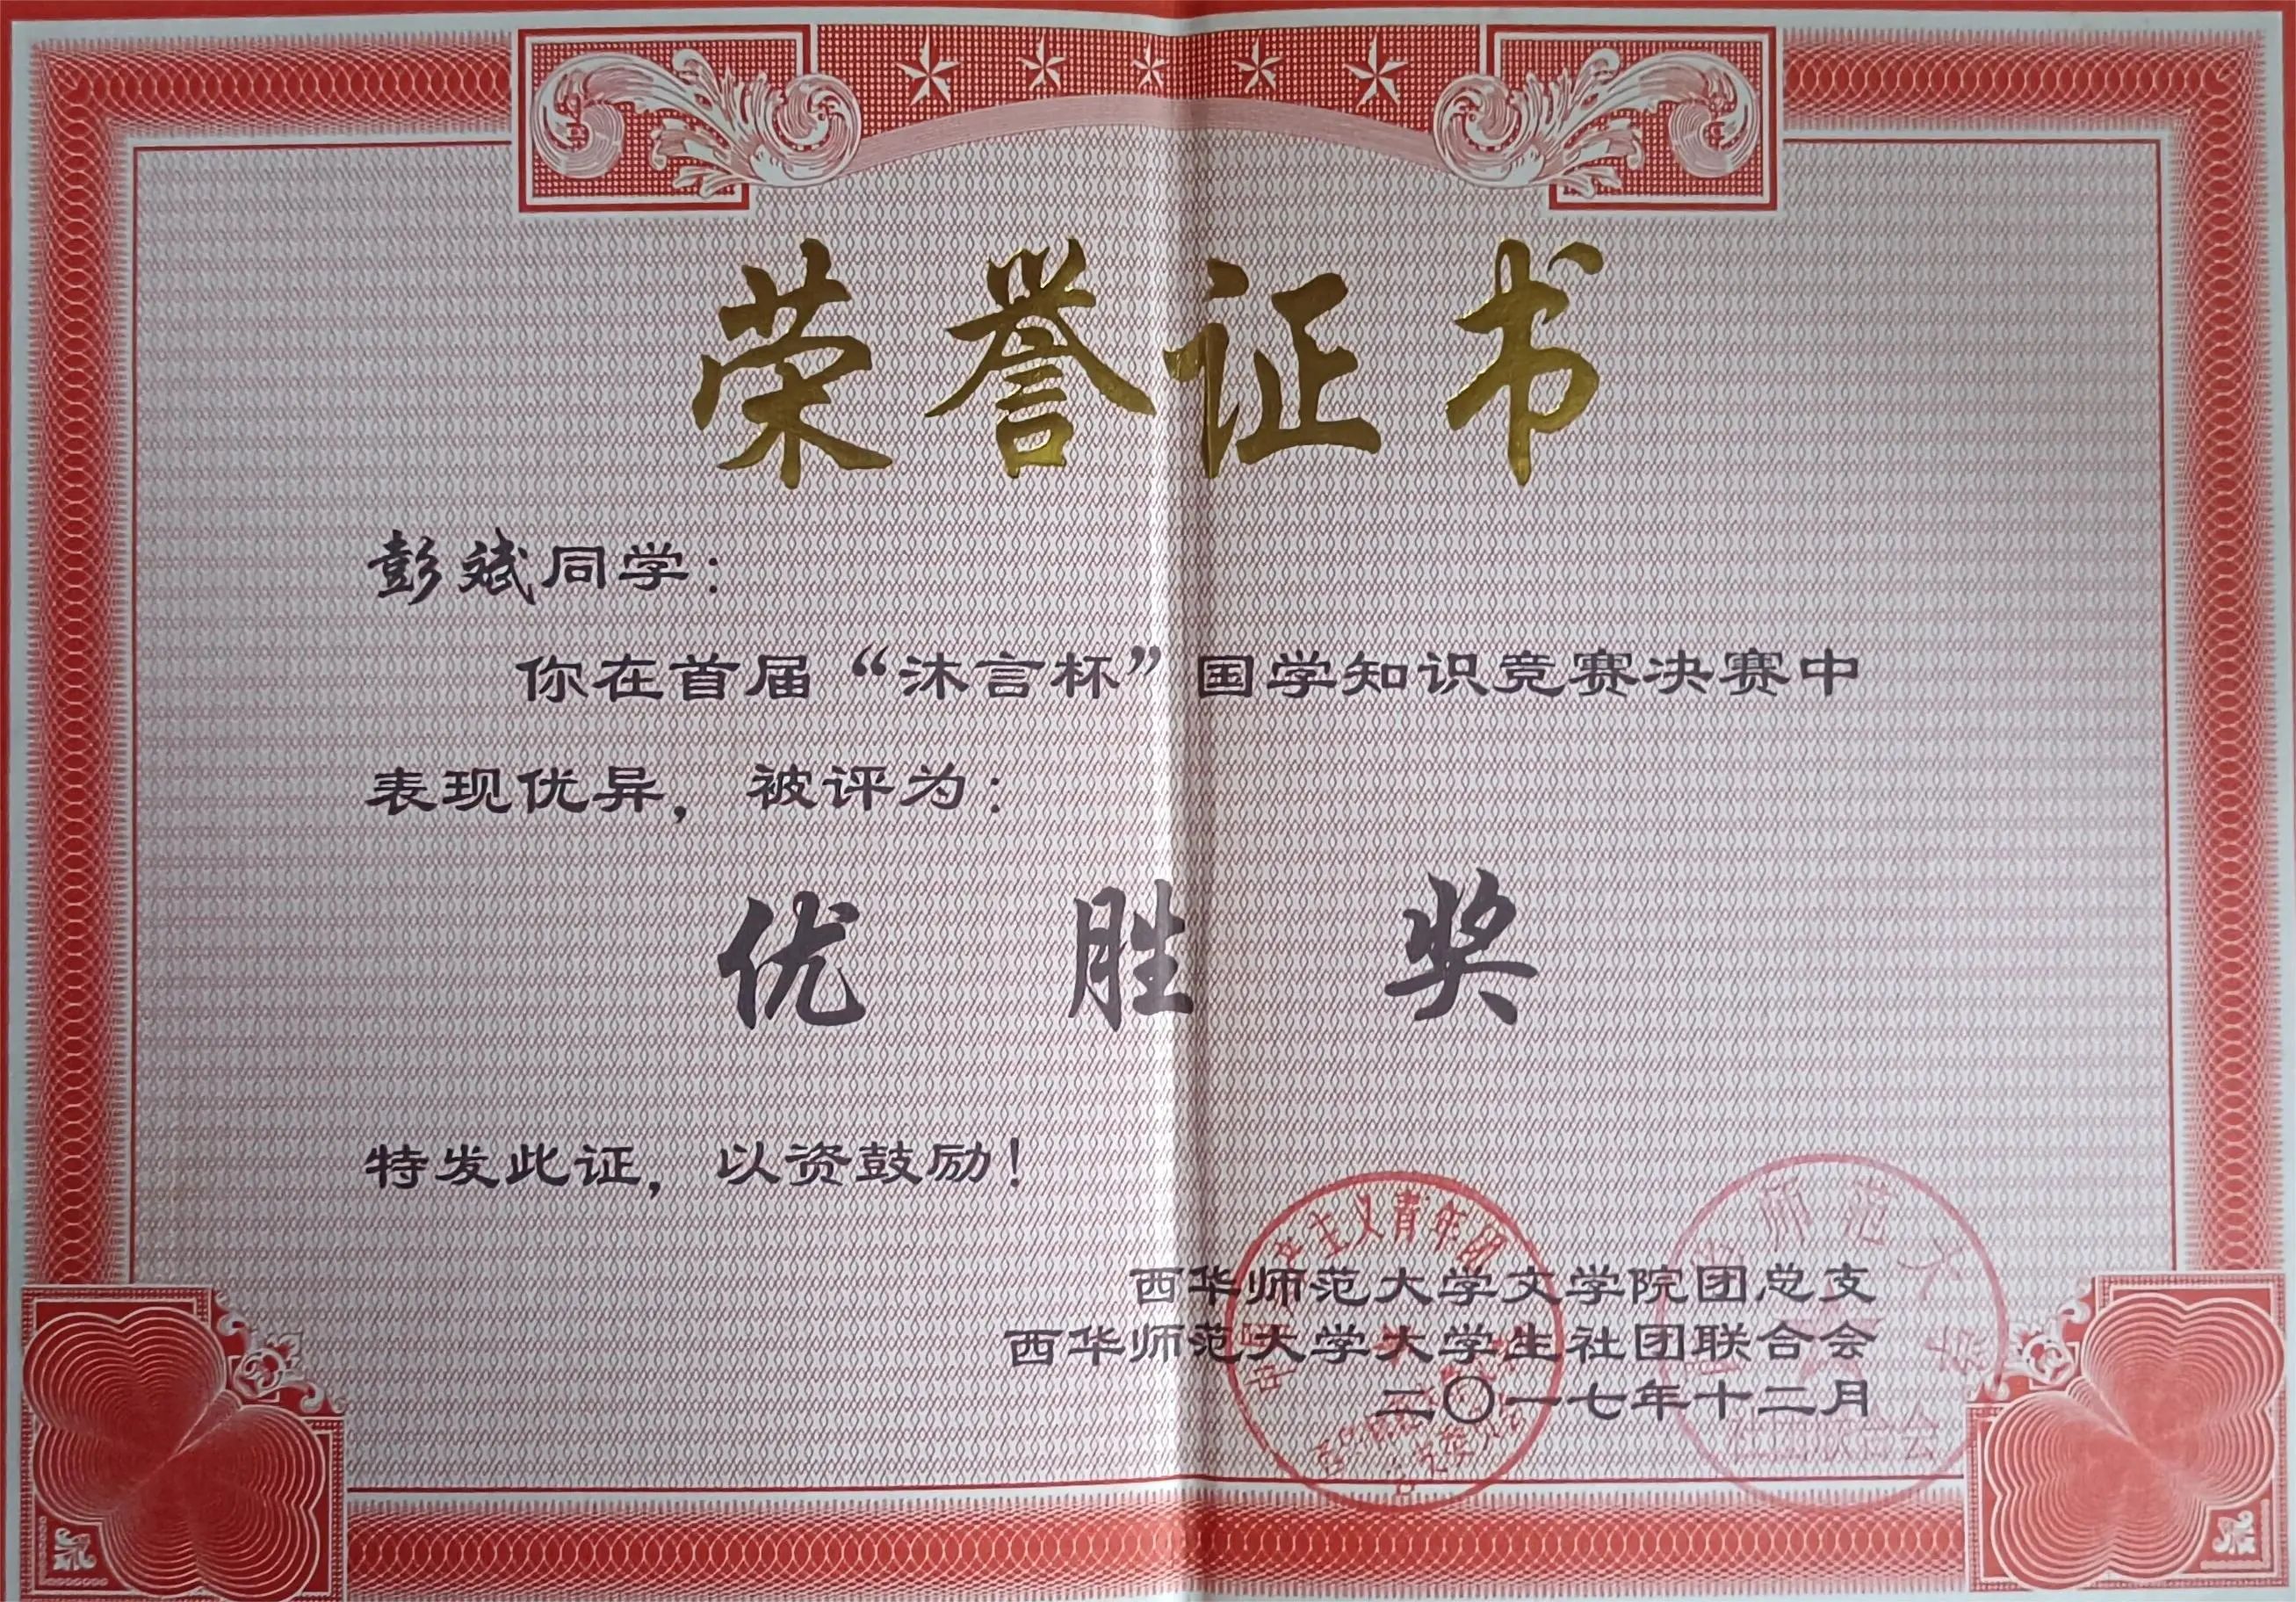 荣誉证书
彭斌同学：
你在首届“沐言杯”国学知识竞赛决赛中
表现优异，被评为：
优胜奖
特发此证，以资鼓励！
西华师范大学文学院团总支
西华师范大学大学生社团联合会
二〇一七年十二月